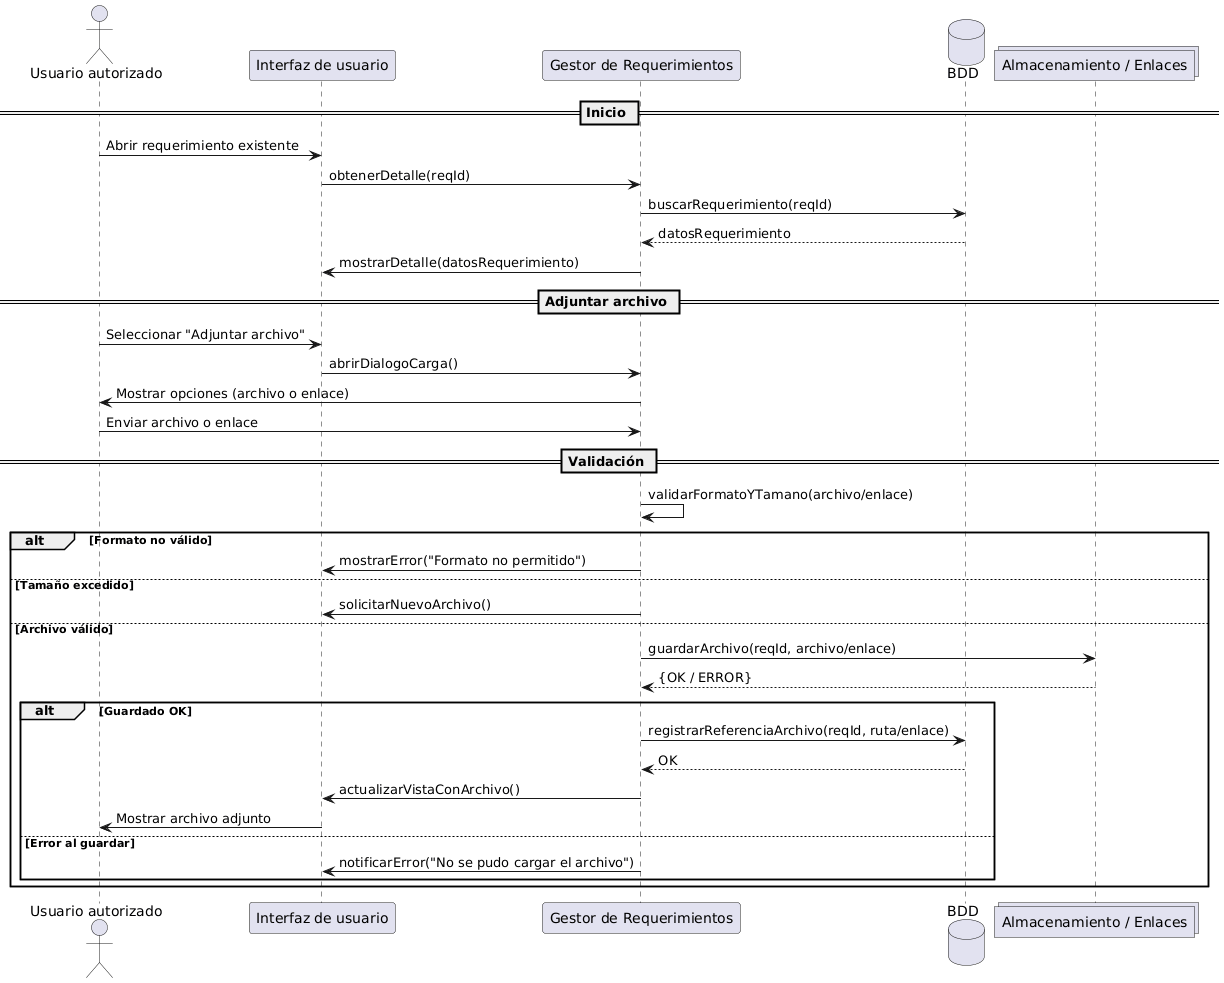 Usuario autorizado
Interfaz de usuario
Gestor de Requerimientos
BDD
Almacenamiento / Enlaces
Inicio
Abrir requerimiento existente
obtenerDetalle(reqId)
buscarRequerimiento(reqId)
datosRequerimiento
mostrarDetalle(datosRequerimiento)
Adjuntar archivo
Seleccionar "Adjuntar archivo"
abrirDialogoCarga()
Mostrar opciones (archivo o enlace)
Enviar archivo o enlace
Validación
validarFormatoYTamano(archivo/enlace)
alt
[Formato no válido]
mostrarError("Formato no permitido")
[Tamaño excedido]
solicitarNuevoArchivo()
[Archivo válido]
guardarArchivo(reqId, archivo/enlace)
{OK / ERROR}
alt
[Guardado OK]
registrarReferenciaArchivo(reqId, ruta/enlace)
OK
actualizarVistaConArchivo()
Mostrar archivo adjunto
[Error al guardar]
notificarError("No se pudo cargar el archivo")
Usuario autorizado
Interfaz de usuario
Gestor de Requerimientos
BDD
Almacenamiento / Enlaces